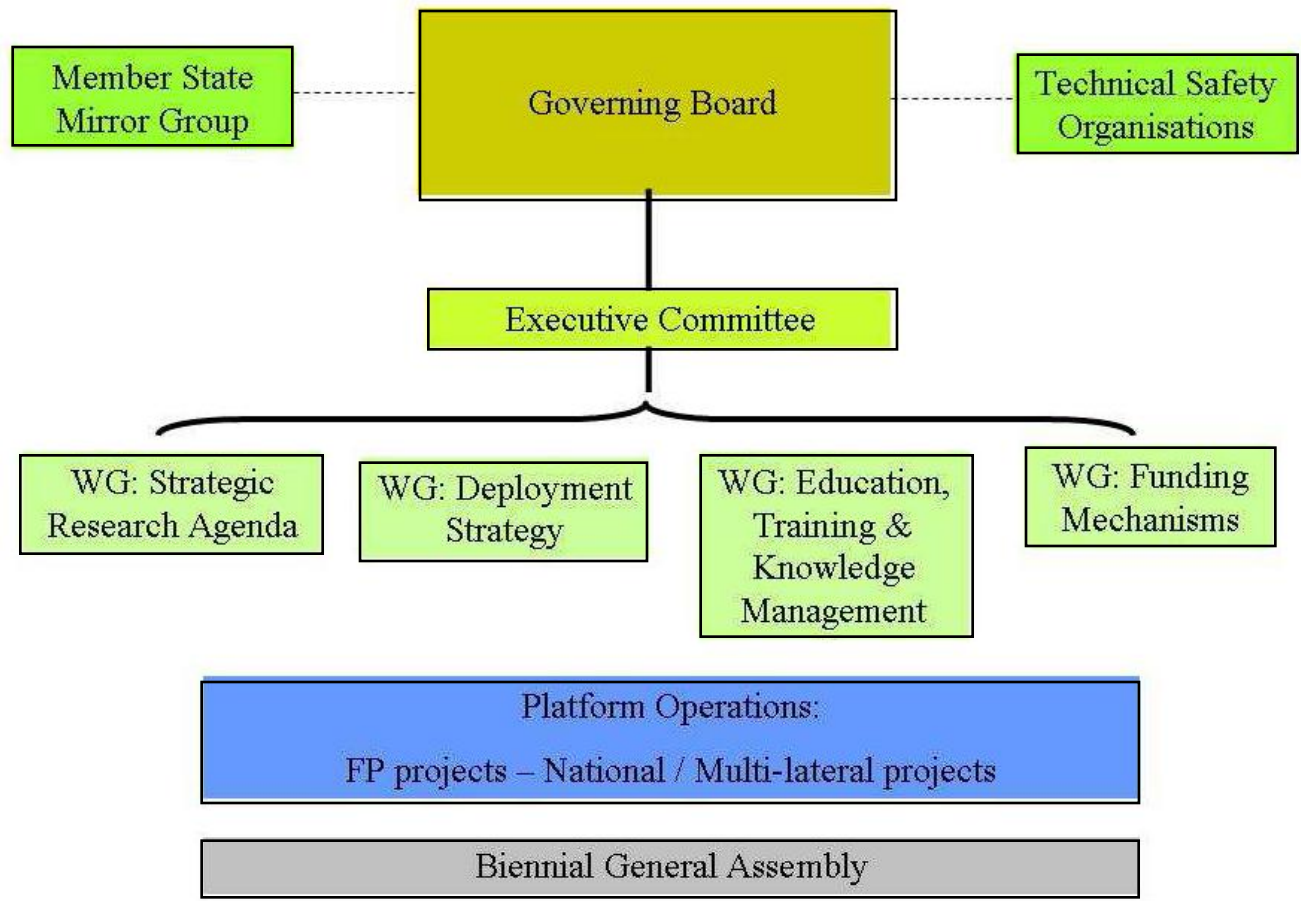 Member State
Mirror Group
Governing Board
Technical Safety
Organisations
Executive Committee
WG: Strategic
Research Agenda
WG: Deployment
Strategy
WG: Education,
Training &
Knowledge
Management
WG: Funding
Mechanisms
Platform Operations:
FP projects – National / Multi-lateral projects
Biennial General Assembly